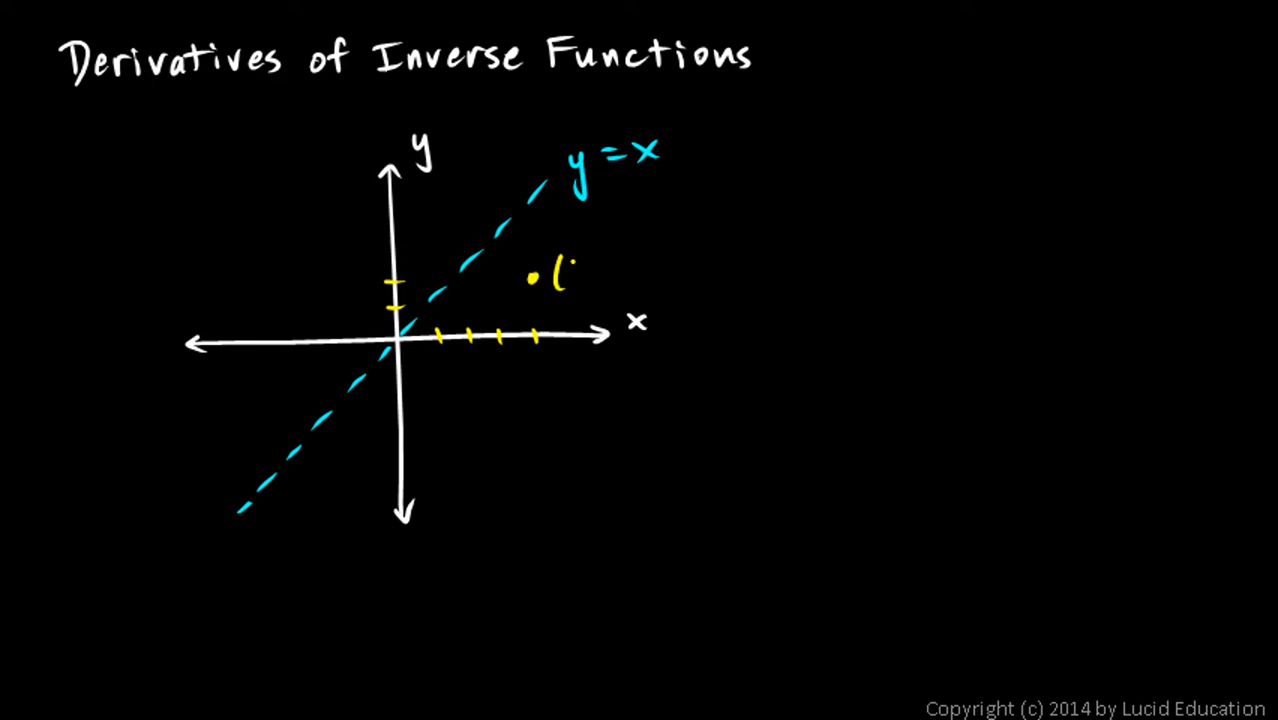 Derivatives of Inverse Functions
y
y = x
(
x
Copyright (c) 2014 by Lucid Education